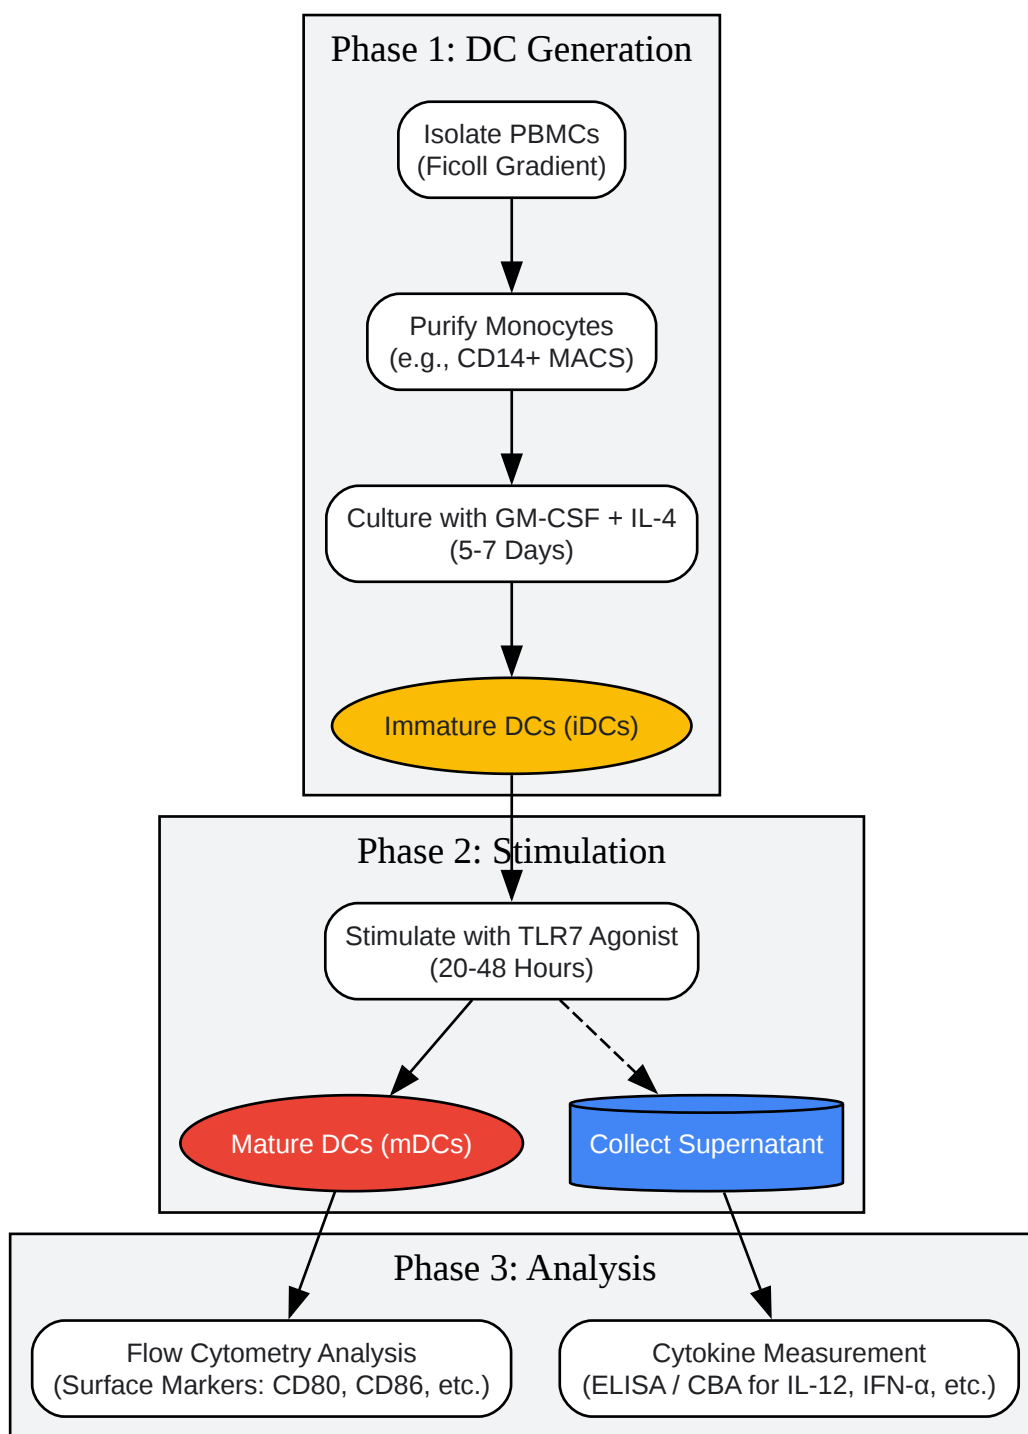 Phase 1: DC Generation
Isolate PBMCs
(Ficoll Gradient)
Purify Monocytes
(e.g., CD14+ MACS)
Culture with GM-CSF + IL-4
(5-7 Days)
Immature DCs (iDCs)
Phase 2: Stimulation
Stimulate with TLR7 Agonist
(20-48 Hours)
Mature DCs (mDCs)
Collect Supernatant
Phase 3: Analysis
Flow Cytometry Analysis
(Surface Markers: CD80, CD86, etc.)
Cytokine Measurement
(ELISA / CBA for IL-12, IFN-α, etc.)